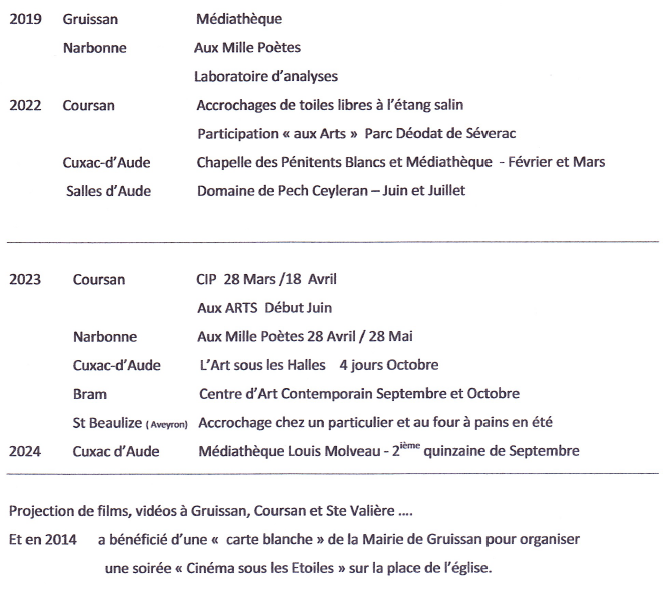 2019 Gruissan Médiathèque
Narbonne Aux Mille Poètes
Laboratoire d'analyses
2022 Coursan Accrochages de toiles libres à l'étang salin
Participation « aux Arts » Parc Déodat de Séverac
Cuxac-d'Aude Chapelle des Pénitents Blancs et Médiathèque - Février et Mars
Salles d'Aude Domaine de Pech Ceyleran – Juin et Juillet
2023 Coursan CIP 28 Mars /18 Avril
Aux ARTS Début Juin
Narbonne Aux Mille Poètes 28 Avril / 28 Mai
Cuxac-d'Aude L'Art sous les Halles 4 jours Octobre
Bram Centre d'Art Contemporain Septembre et Octobre
St Beaulize ( Aveyron) Accrochage chez un particulier et au four à pains en été
2024 Cuxac d'Aude Médiathèque Louis Molveau - 2ième quinzaine de Septembre
Projection de films, vidéos à Gruissan, Coursan et Ste Valière ....
Et en 2014 a bénéficié d'une « carte blanche » de la Mairie de Gruissan pour organiser
une soirée « Cinéma sous les Etoiles » sur la place de l'église.